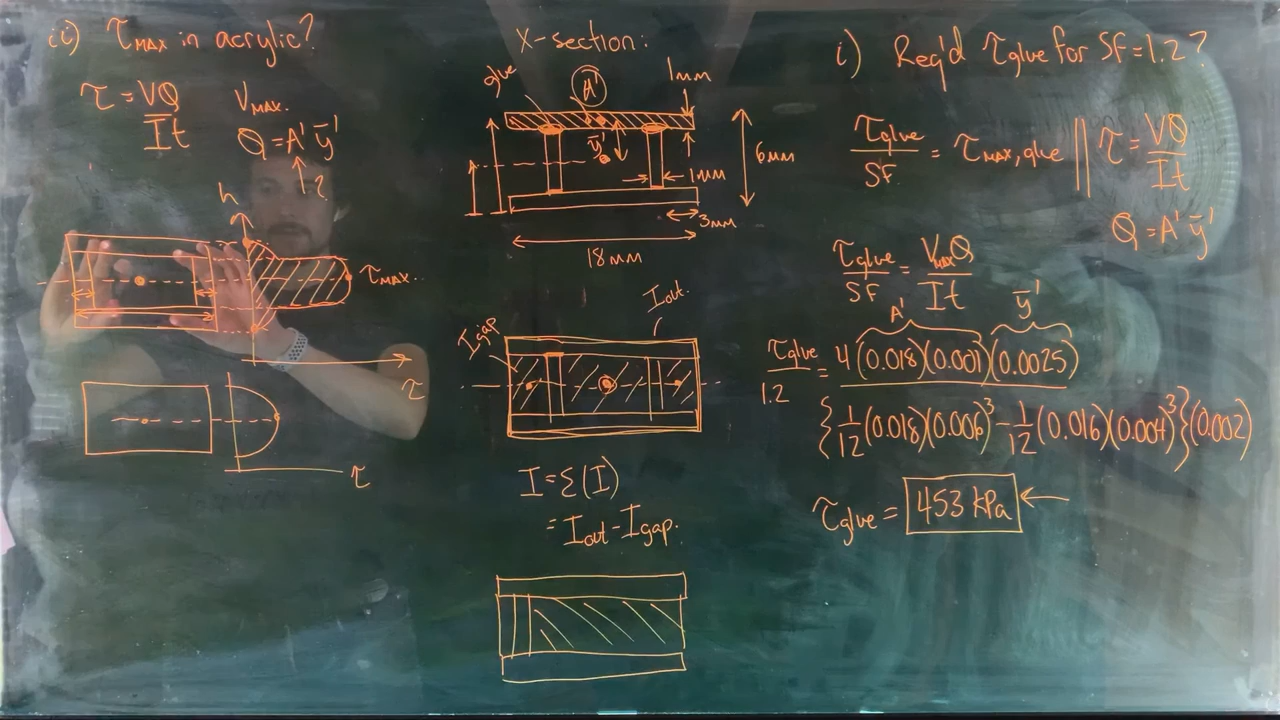 ii) τMAX in acrylic?
τ = VQ/It
VMAX.
Q = A'ȳ'
?
h
τMAX.
τ
τ
X-section:
glue
A'
1mm
ȳ'
6mm
1mm
3mm
18mm
Igap
Iout
I = Σ(I)
= Iout - Igap.
i) Req'd τglue for SF = 1.2?
τglue/SF = τMAX, glue || τ = VQ/It
Q = A'ȳ'
τglue/SF = VMAXQ/It
A' ȳ'
τglue/1.2 = 4(0.018)(0.001)(0.0025)
{1/12(0.018)(0.006)³ - 1/12(0.016)(0.004)³}(0.002)
τglue = 453 kPa